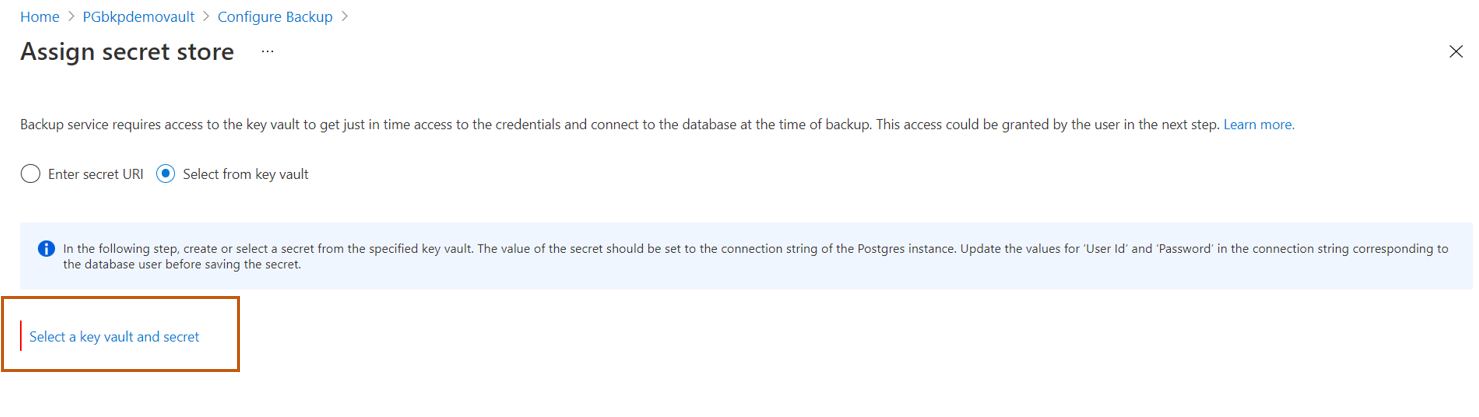 Home > PGbkpdemovault > Configure Backup >
Assign secret store ...
Backup service requires access to the key vault to get just in time access to the credentials and connect to the database at the time of backup. This access could be granted by the user in the next step. Learn more.
Enter secret URI Select from key vault
In the following step, create or select a secret from the specified key vault. The value of the secret should be set to the connection string of the Postgres instance. Update the values for 'User Id' and 'Password' in the connection string corresponding to
the database user before saving the secret.
Select a key vault and secret